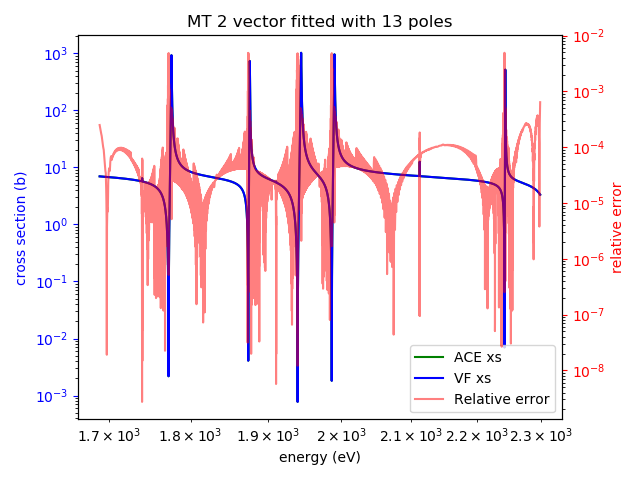 MT 2 vector fitted with 13 poles
10³
10²
10¹
10⁰
10⁻¹
10⁻²
10⁻³
cross section (b)
10⁻²
10⁻³
10⁻⁴
10⁻⁵
10⁻⁶
10⁻⁷
10⁻⁸
relative error
ACE xs
VF xs
Relative error
1.7 × 10³ 1.8 × 10³ 1.9 × 10³ 2 × 10³ 2.1 × 10³ 2.2 × 10³ 2.3 × 10³
energy (eV)